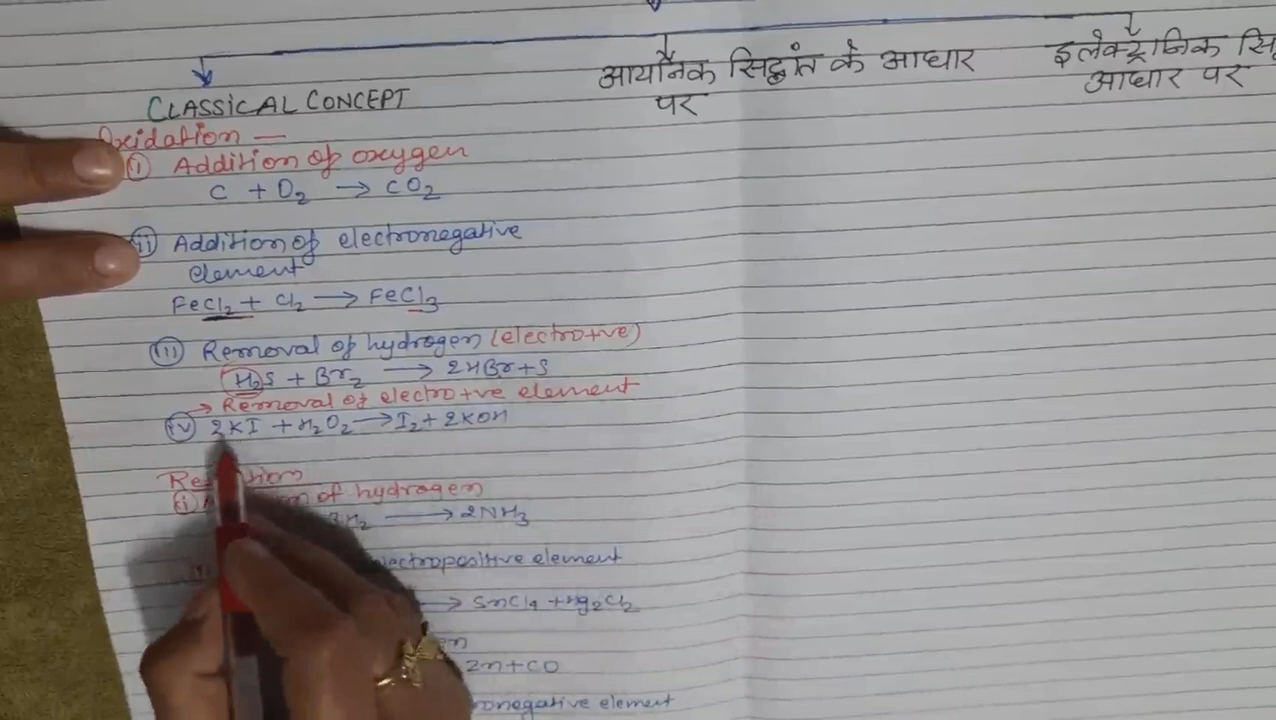 CLASSICAL CONCEPT
आयनिक सिद्धांत के आधार
पर
इलेक्ट्रॉनिक
आधार पर
Oxidation —
(i) Addition of oxygen
C + O₂ → CO₂
(ii) Addition of electronegative
element
FeCl₂ + Cl₂ → FeCl₃
(iii) Removal of hydrogen (electro+ve)
H₂S + Br₂ → 2HBr + S
→ Removal of electro+ve element
(iv) 2KI + H₂O₂ → I₂ + 2KOH
(i) of hydrogen
3H₂ → 2NH₃
electropositive element
→ SnCl₄ + Hg₂Cl₂
Zn + CO
element